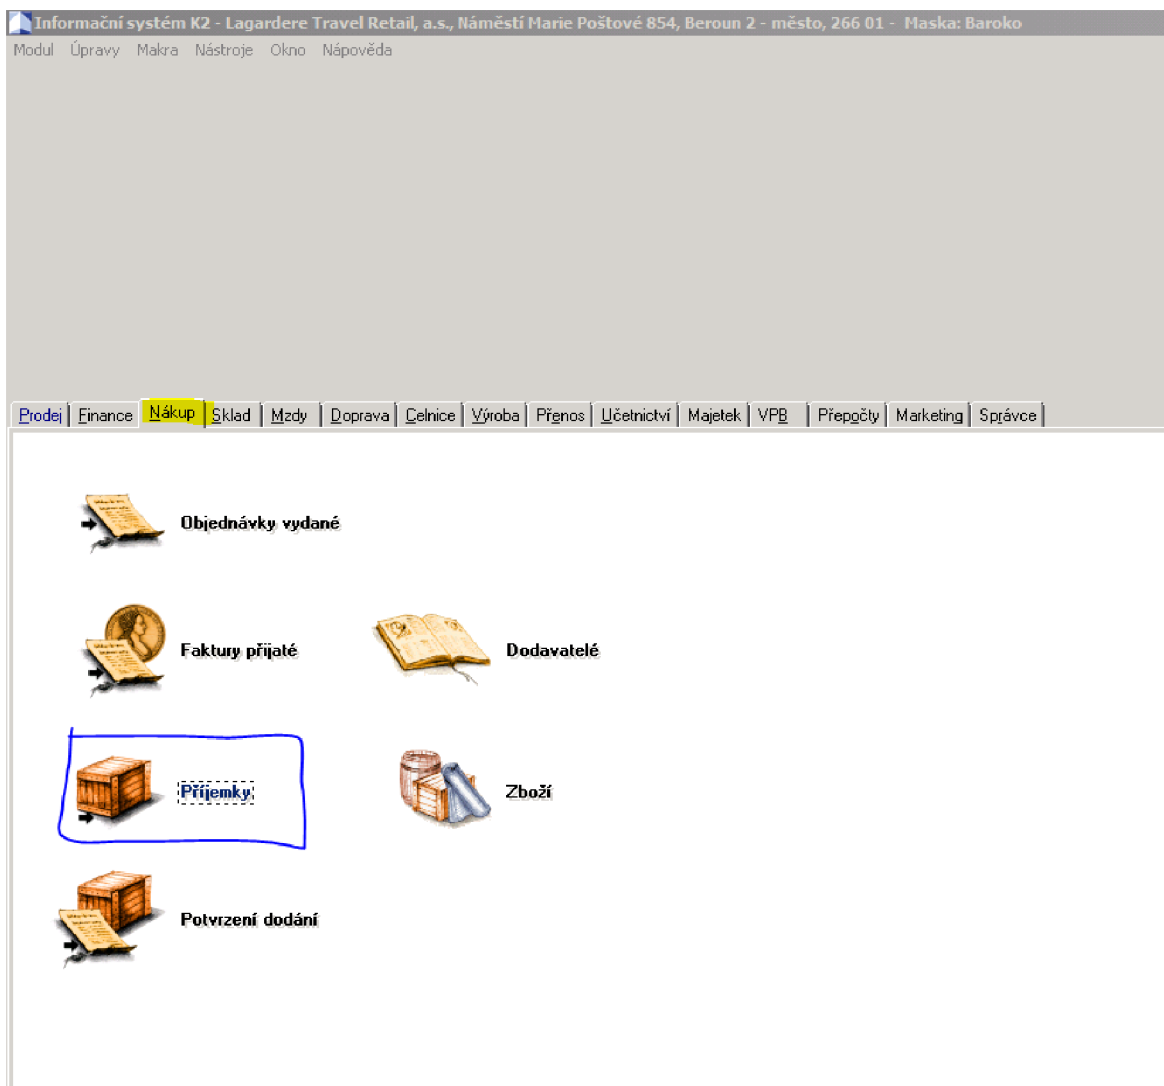 Informační systém K2 - Lagardere Travel Retail, a.s., Náměstí Marie Poštové 854, Beroun 2 - město, 266 01 - Maska: Baroko
Modul Úpravy Makra Nástroje Okno Nápověda
Prodej Finance Nákup Sklad Mzdy Doprava Celnice Výroba Přenos Účetnictví Majetek VPB Přepočty Marketing Správce
Objednávky vydané
Faktury přijaté Dodavatelé
Příjemky Zboží
Potvrzení dodání